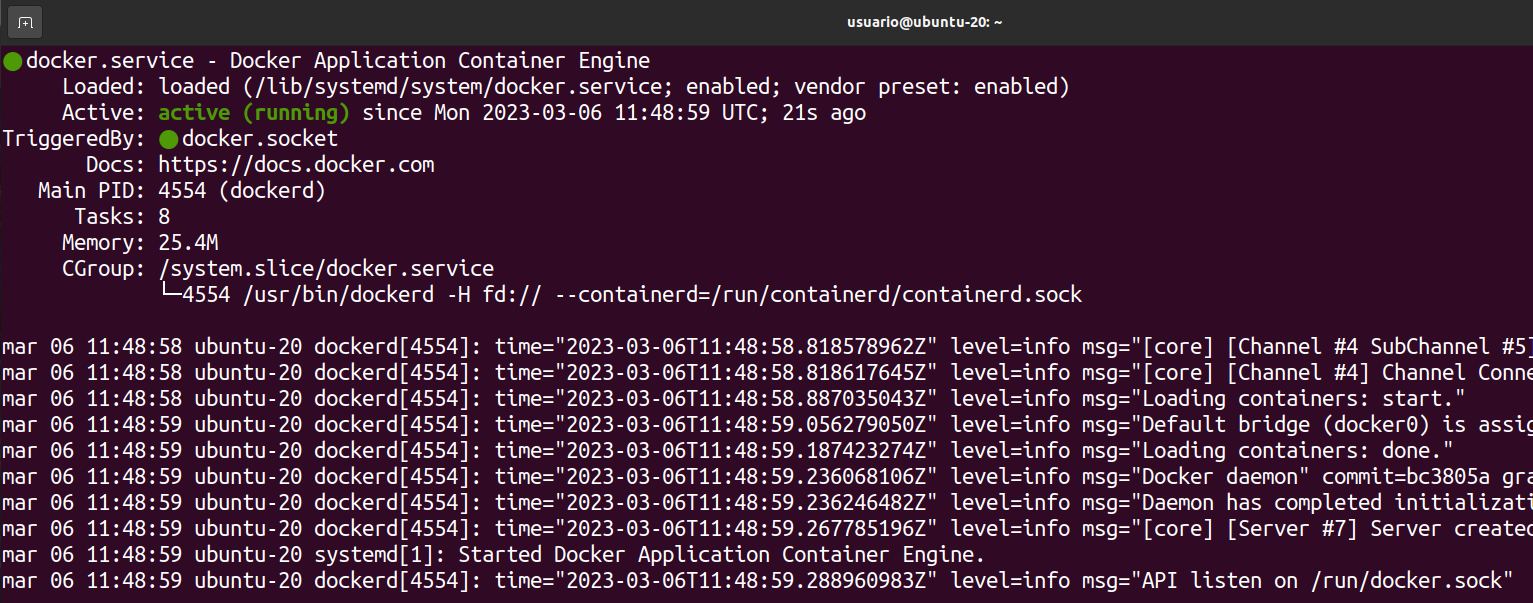 usuario@ubuntu-20: ~
docker.service - Docker Application Container Engine
Loaded: loaded (/lib/systemd/system/docker.service; enabled; vendor preset: enabled)
Active: active (running) since Mon 2023-03-06 11:48:59 UTC; 21s ago
TriggeredBy: docker.socket
Docs: https://docs.docker.com
Main PID: 4554 (dockerd)
Tasks: 8
Memory: 25.4M
CGroup: /system.slice/docker.service
└─4554 /usr/bin/dockerd -H fd:// --containerd=/run/containerd/containerd.sock
mar 06 11:48:58 ubuntu-20 dockerd[4554]: time="2023-03-06T11:48:58.818578962Z" level=info msg="[core] [Channel #4 SubChannel #5]
mar 06 11:48:58 ubuntu-20 dockerd[4554]: time="2023-03-06T11:48:58.818617645Z" level=info msg="[core] [Channel #4] Channel Conne
mar 06 11:48:58 ubuntu-20 dockerd[4554]: time="2023-03-06T11:48:58.887035043Z" level=info msg="Loading containers: start."
mar 06 11:48:59 ubuntu-20 dockerd[4554]: time="2023-03-06T11:48:59.056279050Z" level=info msg="Default bridge (docker0) is assig
mar 06 11:48:59 ubuntu-20 dockerd[4554]: time="2023-03-06T11:48:59.187423274Z" level=info msg="Loading containers: done."
mar 06 11:48:59 ubuntu-20 dockerd[4554]: time="2023-03-06T11:48:59.236068106Z" level=info msg="Docker daemon" commit=bc3805a gra
mar 06 11:48:59 ubuntu-20 dockerd[4554]: time="2023-03-06T11:48:59.236246482Z" level=info msg="Daemon has completed initializati
mar 06 11:48:59 ubuntu-20 dockerd[4554]: time="2023-03-06T11:48:59.267785196Z" level=info msg="[core] [Server #7] Server created
mar 06 11:48:59 ubuntu-20 systemd[1]: Started Docker Application Container Engine.
mar 06 11:48:59 ubuntu-20 dockerd[4554]: time="2023-03-06T11:48:59.288960983Z" level=info msg="API listen on /run/docker.sock"